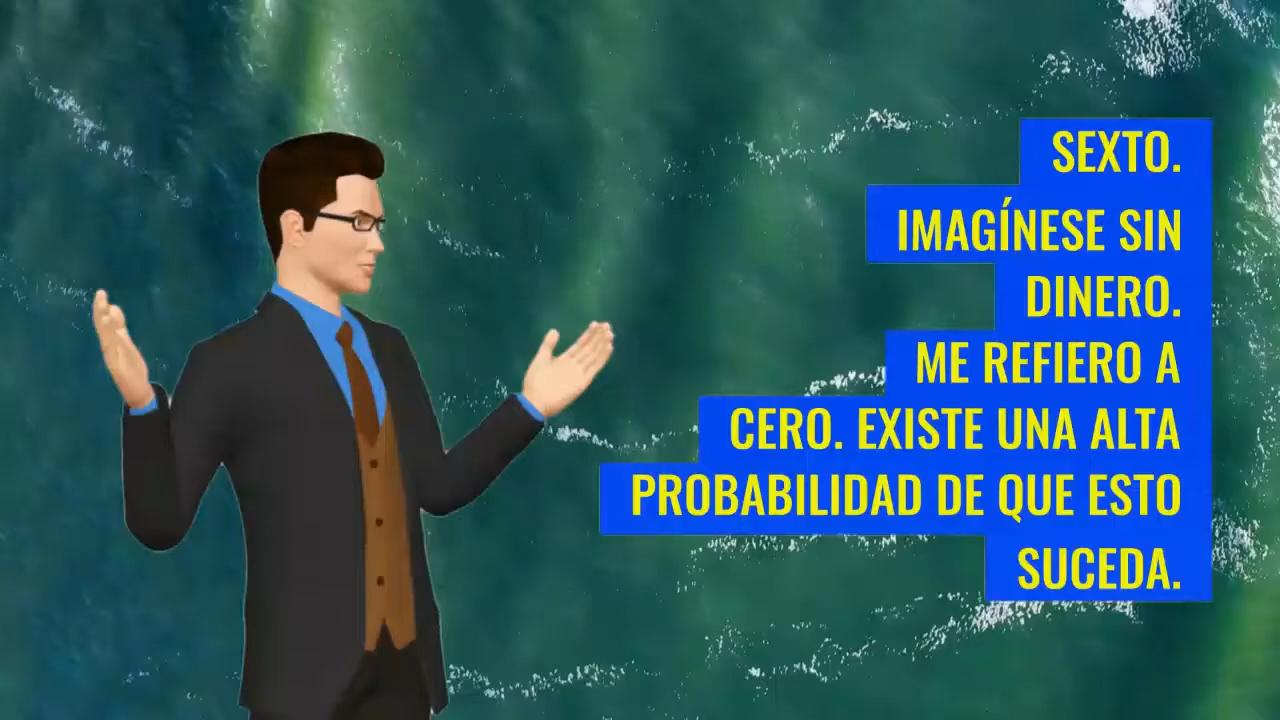 SEXTO.
IMAGÍNESE SIN
DINERO.
ME REFIERO A
CERO. EXISTE UNA ALTA
PROBABILIDAD DE QUE ESTO
SUCEDA.